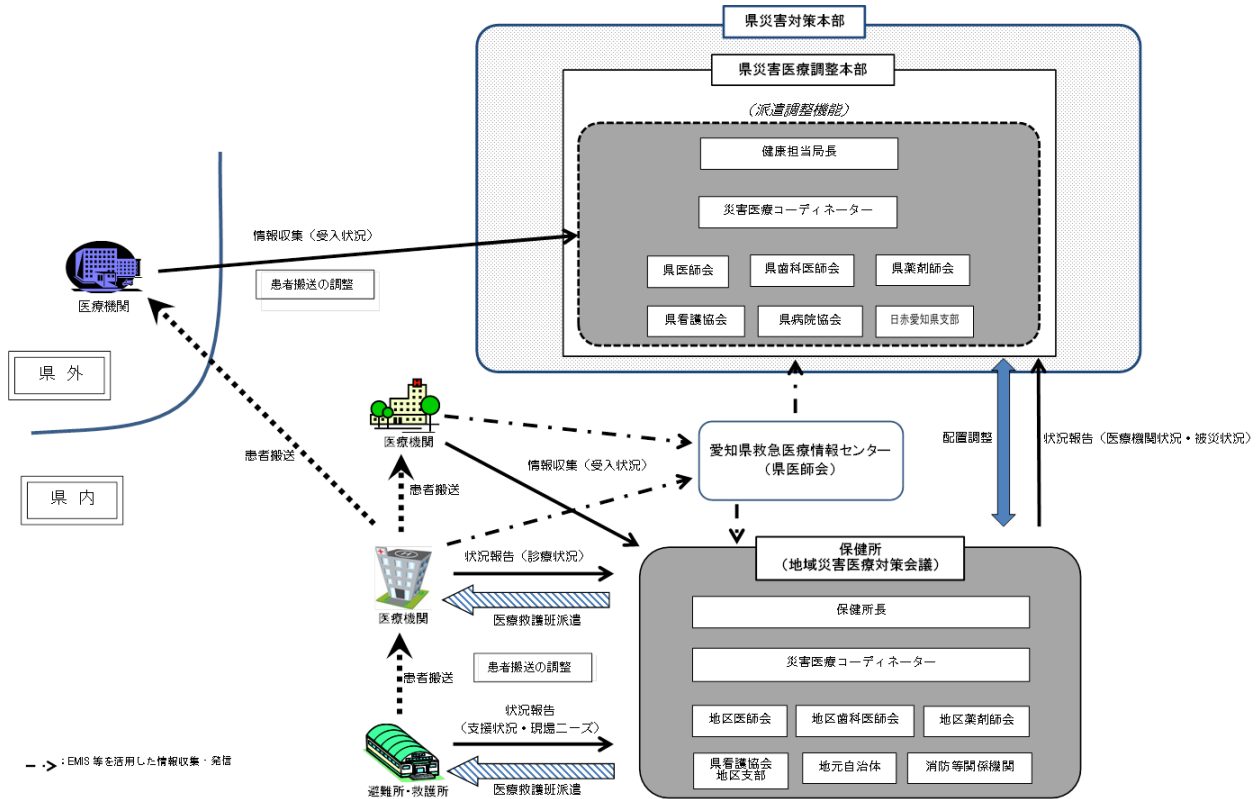 県災害対策本部
県災害医療調整本部
(派遣調整機能)
健康担当局長
災害医療コーディネーター
県医師会
県歯科医師会
県薬剤師会
県看護協会
県病院協会
日赤愛知県支部
情報収集（受入状況）
患者搬送の調整
医療機関
県 外
県 内
患者搬送
医療機関
患者搬送
情報収集（受入状況）
愛知県救急医療情報センター
（県医師会）
配置調整
状況報告（医療機関状況・被災状況）
医療機関
状況報告（診療状況）
医療救護班派遣
患者搬送の調整
患者搬送
状況報告
（支援状況・現場ニーズ）
医療救護班派遣
避難所・救護所
保健所
（地域災害医療対策会議）
保健所長
災害医療コーディネーター
地区医師会
地区歯科医師会
地区薬剤師会
県看護協会
地区支部
地元自治体
消防等関係機関
：EMIS 等を活用した情報収集・発信